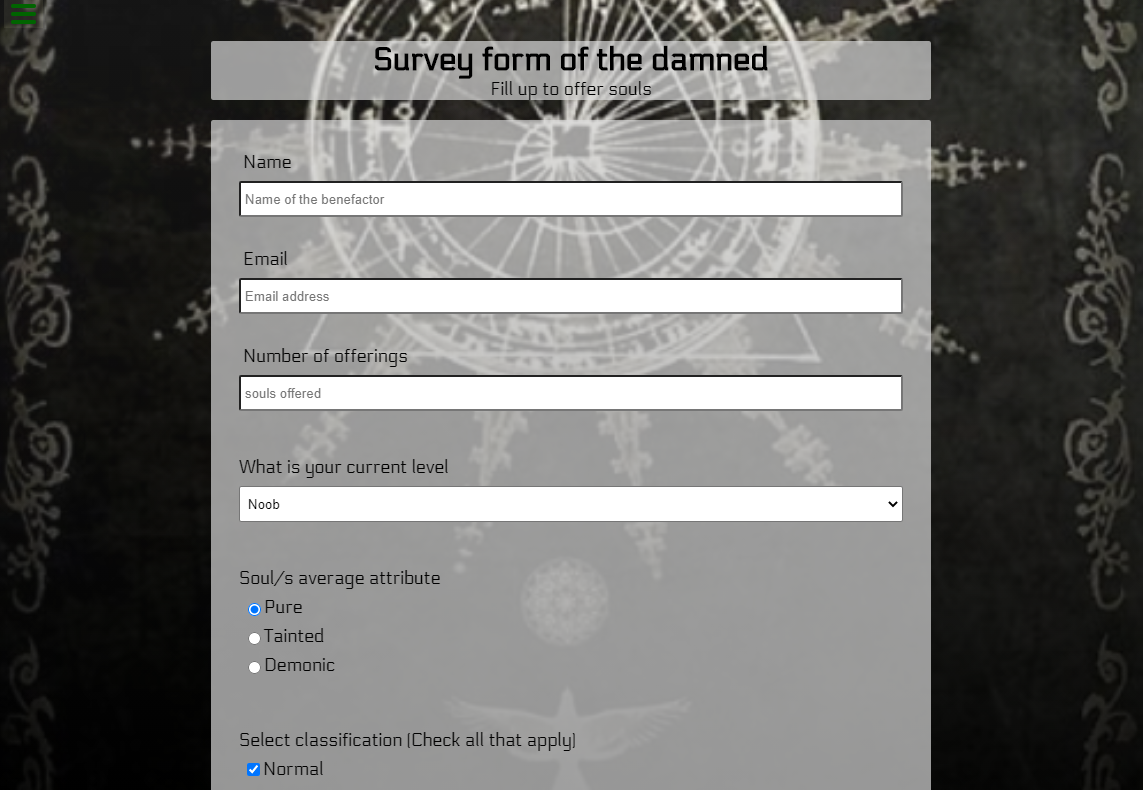 Survey form of the damned
Fill up to offer souls
Name
Name of the benefactor
Email
Email address
Number of offerings
souls offered
What is your current level
Noob
Soul/s average attribute
Pure
Tainted
Demonic
Select classification (Check all that apply)
Normal